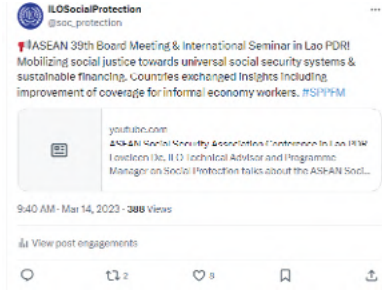 ILOSocialProtection
@soc_protection
ASEAN 39th Board Meeting & International Seminar in Lao PDR!
Mobilizing social justice towards universal social security systems &
sustainable financing. Countries exchanged insights including
improvement of coverage for informal economy workers. #SPPFM
youtube.com
ASEAN Social Security Association Conference in Lao PDR
De, ILO Technical Advisor and Programme
Manager on Social Protection talks about the ASEAN Soci...
9:40 AM · Mar 14, 2023 · 388 Views
View post engagements
2